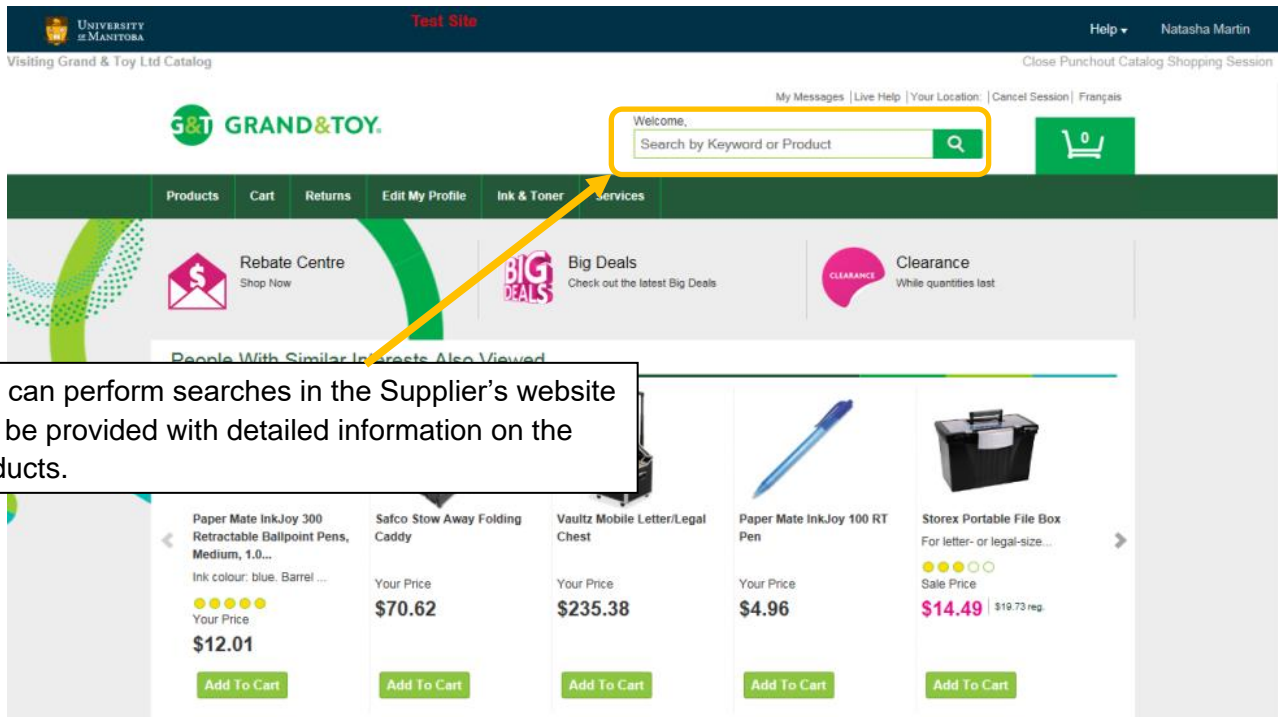 UNIVERSITY
OF MANITOBA
Test Site
Help
Natasha Martin
Visiting Grand & Toy Ltd Catalog
Close Punchout Catalog Shopping Session
My Messages | Live Help | Your Location: | Cancel Session | Français
G&T GRAND&TOY.
Welcome,
Search by Keyword or Product
0
Products Cart Returns Edit My Profile Ink & Toner Services
Rebate Centre
Shop Now
BIG DEALS
Big Deals
Check out the latest Big Deals
CLEARANCE
Clearance
While quantities last
People With Similar Interests Also Viewed
can perform searches in the Supplier's website
be provided with detailed information on the
ducts.
Paper Mate InkJoy 300
Retractable Ballpoint Pens,
Medium, 1.0...
Ink colour: blue. Barrel ...
Your Price
$12.01
Add To Cart
Safco Stow Away Folding
Caddy
Your Price
$70.62
Add To Cart
Vaultz Mobile Letter/Legal
Chest
Your Price
$235.38
Add To Cart
Paper Mate InkJoy 100 RT
Pen
Your Price
$4.96
Add To Cart
Storex Portable File Box
For letter- or legal-size...
Sale Price
$14.49 | $19.73 reg.
Add To Cart